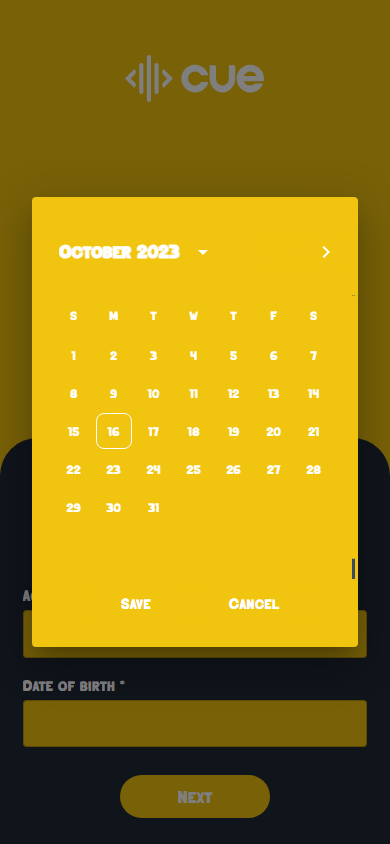 cue
October 2023
S M T W T F S
1 2 3 4 5 6 7
8 9 10 11 12 13 14
15 16 17 18 19 20 21
22 23 24 25 26 27 28
29 30 31
Save Cancel
Date of birth *
Next